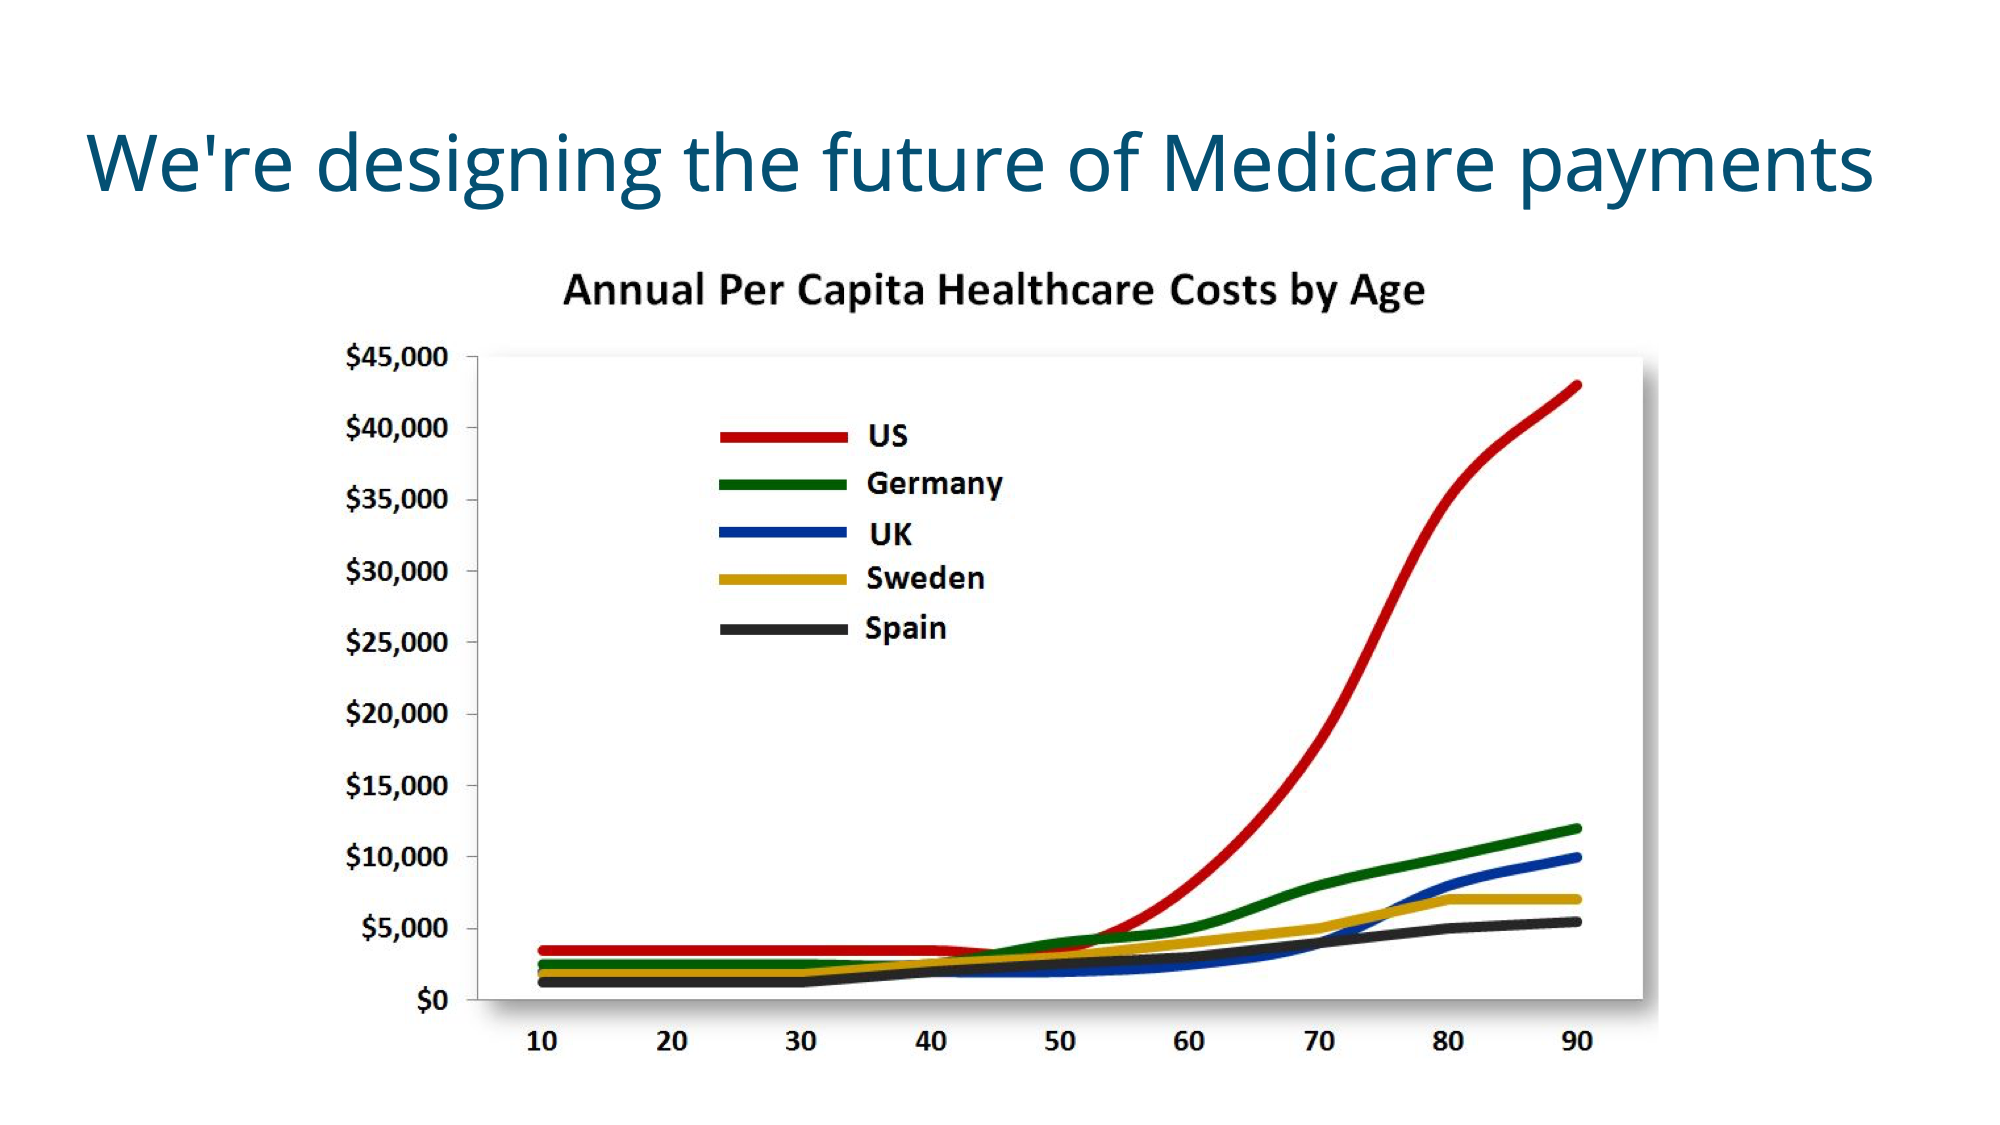 We're designing the future of Medicare payments
Annual Per Capita Healthcare Costs by Age
$45,000
$40,000
$35,000
$30,000
$25,000
$20,000
$15,000
$10,000
$5,000
$0
US
Germany
UK
Sweden
Spain
10 20 30 40 50 60 70 80 90